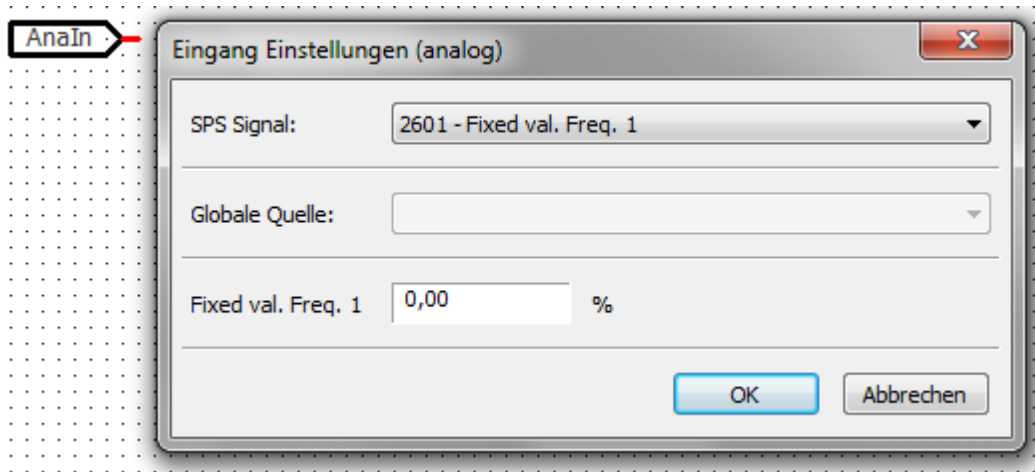 AnaIn
Eingang Einstellungen (analog)
SPS Signal: 2601 - Fixed val. Freq. 1
Globale Quelle:
Fixed val. Freq. 1 0,00 %
OK Abbrechen